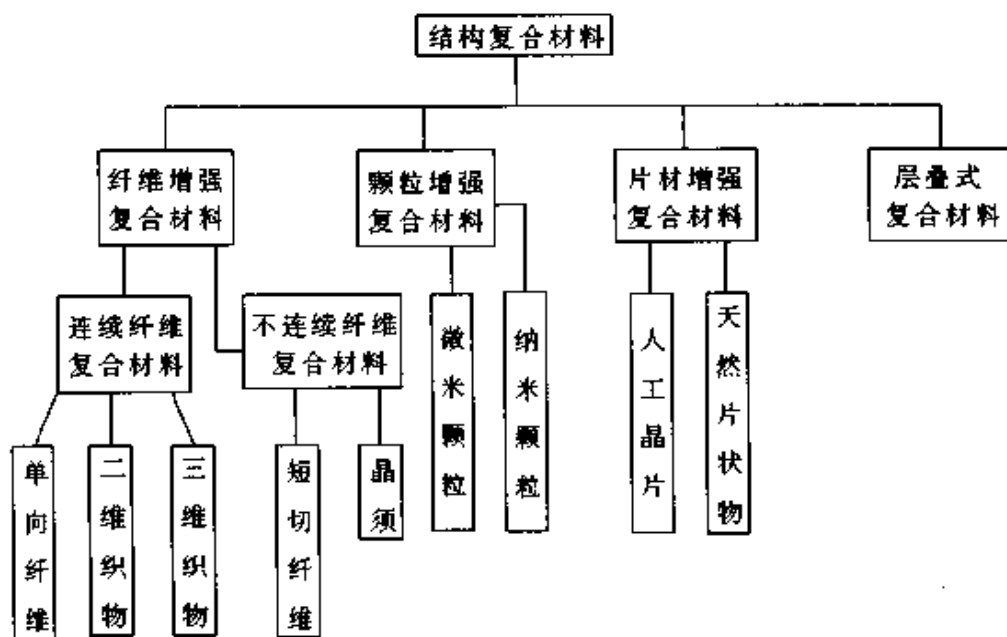 结构复合材料
纤维增强
复合材料
颗粒增强
复合材料
片材增强
复合材料
层叠式
复合材料
连续纤维
复合材料
不连续纤维
复合材料
微米颗粒
纳米颗粒
人工晶片
天然片状物
单向纤维
二维织物
三维织物
短切纤维
晶须